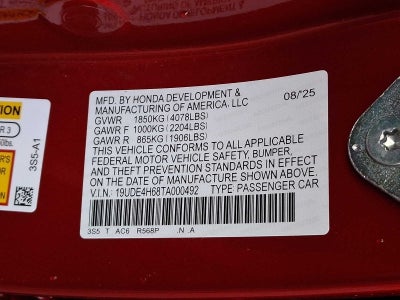 MFD. BY HONDA DEVELOPMENT &
MANUFACTURING OF AMERICA, LLC 08/'25
GVWR 1850KG (4078LBS)
GAWR F 1000KG (2204LBS)
GAWR R 865KG (1906LBS)
THIS VEHICLE CONFORMS TO ALL APPLICABLE
FEDERAL MOTOR VEHICLE SAFETY, BUMPER,
AND THEFT PREVENTION STANDARDS IN EFFECT
ON THE DATE OF MANUFACTURE SHOWN ABOVE.
V.I.N.: 19UDE4H68TA000492 TYPE: PASSENGER CAR
3S5 T AC6 R568P .N .A
3S5-A1